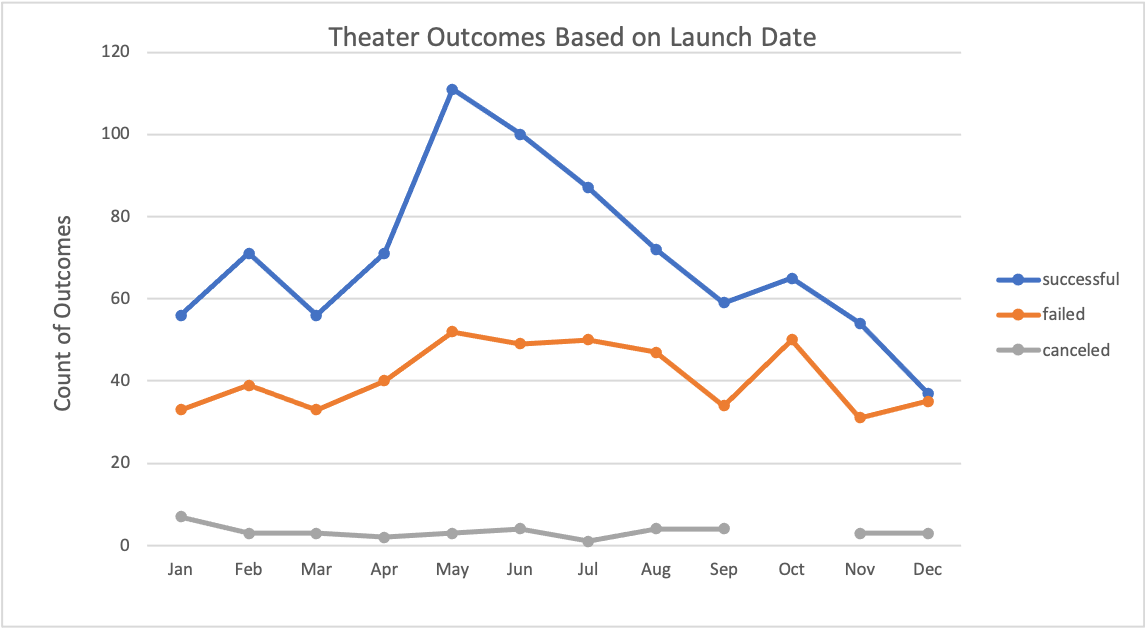 Theater Outcomes Based on Launch Date
120
100
80
60
40
20
0
Count of Outcomes
Jan Feb Mar Apr May Jun Jul Aug Sep Oct Nov Dec
successful
failed
canceled